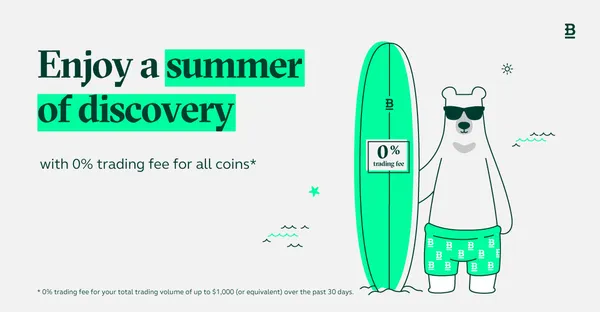 B
Enjoy a summer
of discovery
with 0% trading fee for all coins*
B
0%
trading fee
* 0% trading fee for your total trading volume of up to $1,000 (or equivalent) over the past 30 days.